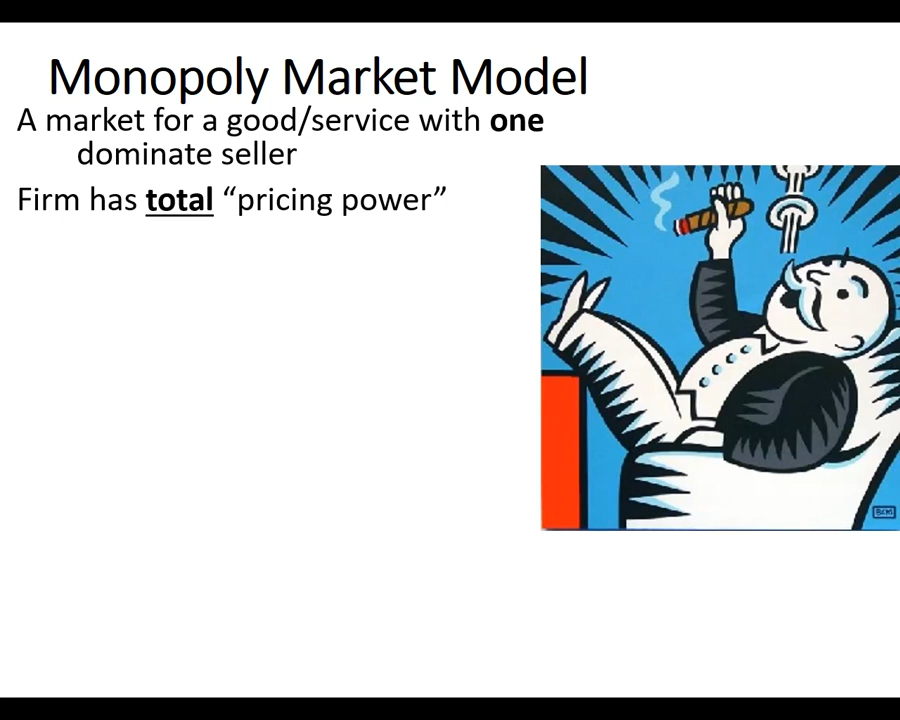 Monopoly Market Model
A market for a good/service with one
dominate seller
Firm has total “pricing power”